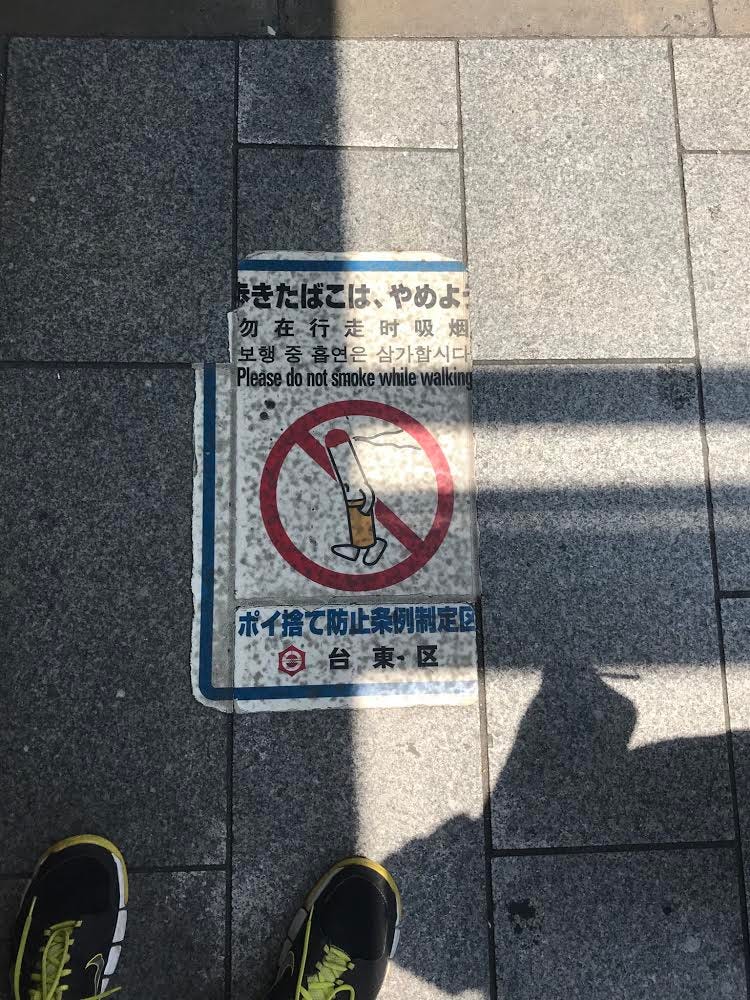 歩きたばこは、やめよう
勿在行走时吸烟
보행 중 흡연은 삼가합시다
Please do not smoke while walking
ポイ捨て防止条例制定区
台東区